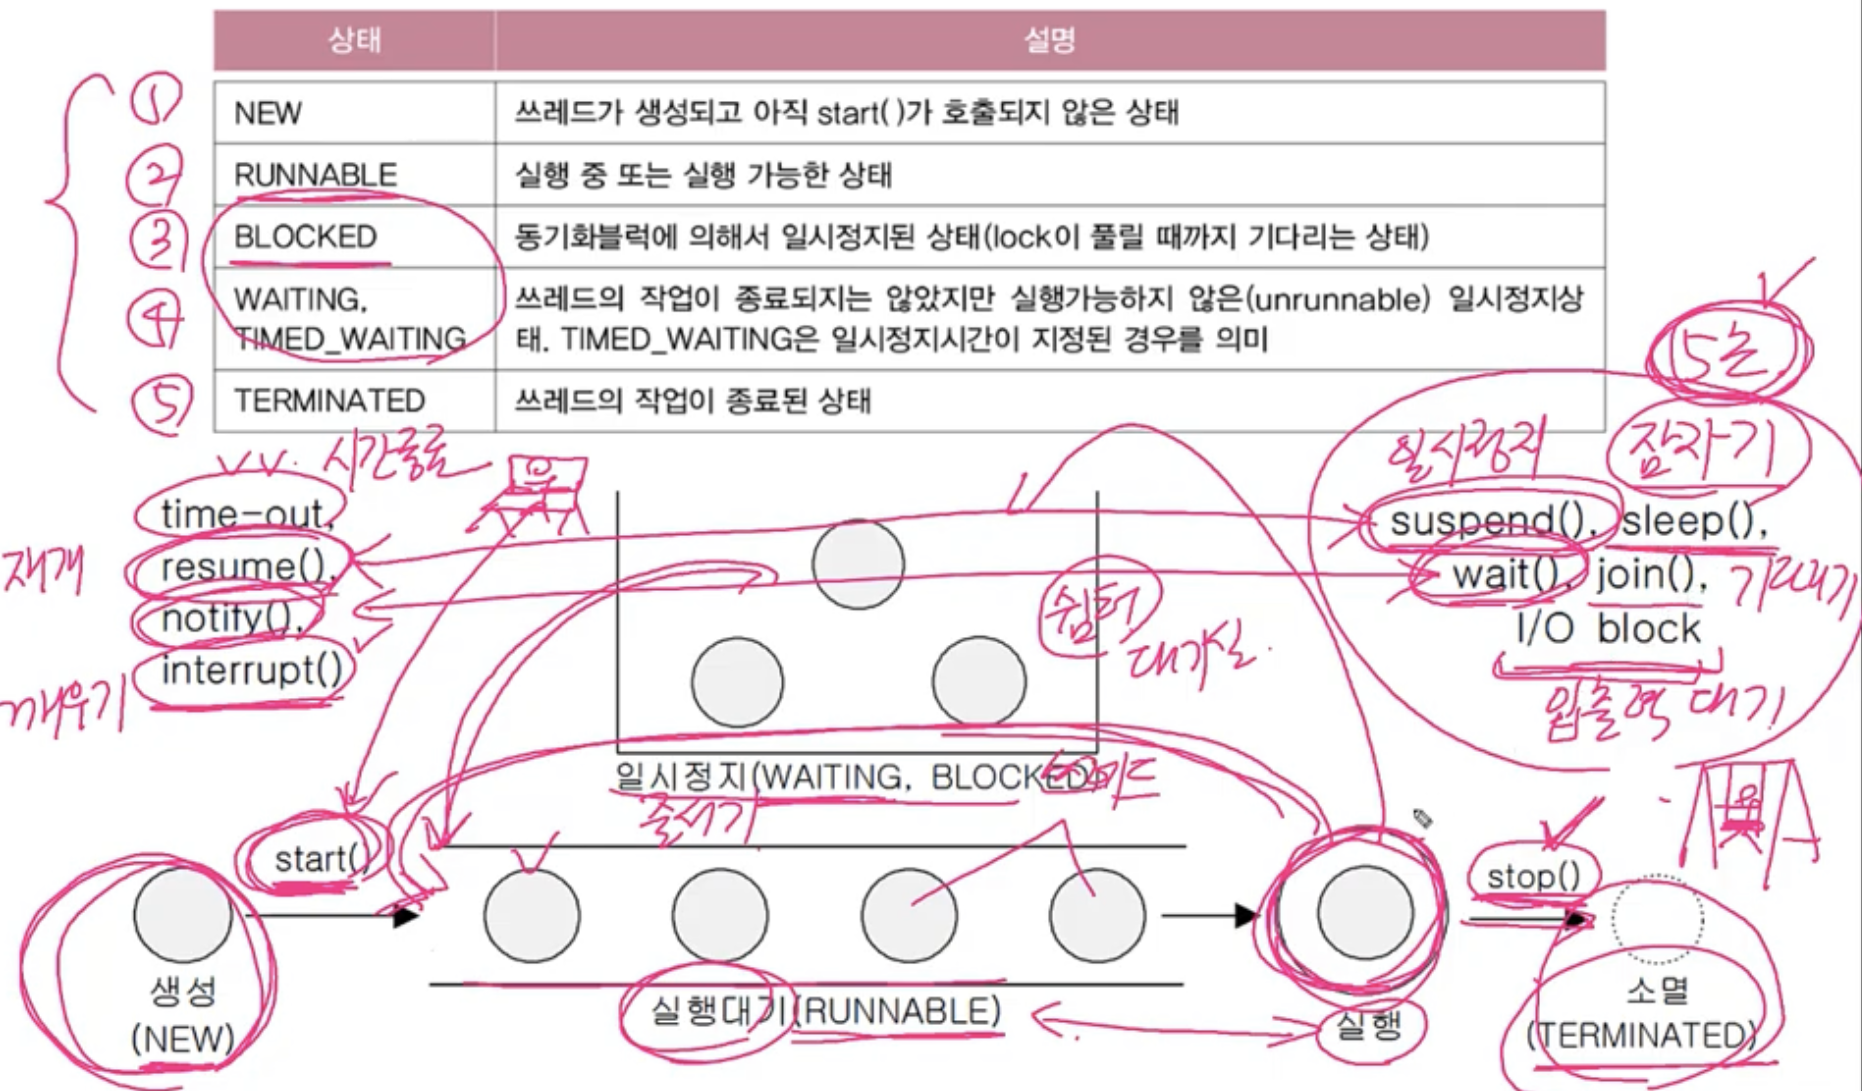 상태 설명
① NEW 쓰레드가 생성되고 아직 start( )가 호출되지 않은 상태
② RUNNABLE 실행 중 또는 실행 가능한 상태
③ BLOCKED 동기화블럭에 의해서 일시정지된 상태(lock이 풀릴 때까지 기다리는 상태)
④ WAITING, 쓰레드의 작업이 종료되지는 않았지만 실행가능하지 않은(unrunnable) 일시정지상
TIMED_WAITING 태. TIMED_WAITING은 일시정지시간이 지정된 경우를 의미
⑤ TERMINATED 쓰레드의 작업이 종료된 상태
시간종료
time-out,
재개 resume(),
notify(),
깨우기 interrupt()
5초
일시정지 잠자기
suspend(), sleep(),
wait(), join(), 기다리기
I/O block
입출력 대기
쉼터
대기실.
일시정지(WAITING, BLOCKED)
줄서기
start()
stop()
생성
(NEW)
실행대기(RUNNABLE)
실행
소멸
(TERMINATED)